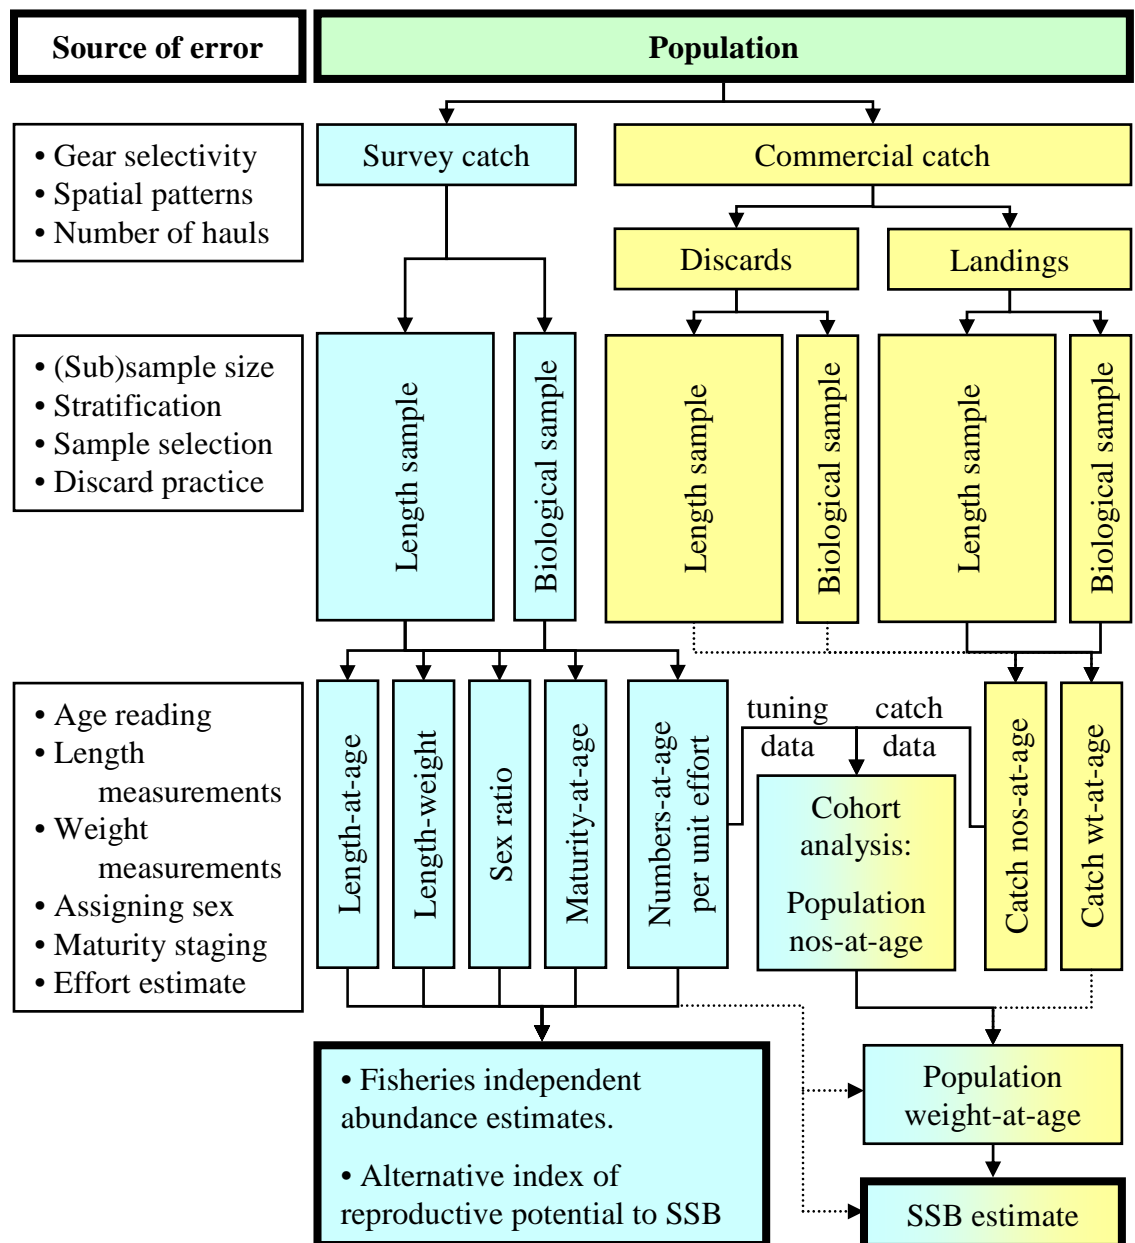 Source of error
Population
• Gear selectivity
• Spatial patterns
• Number of hauls
Survey catch
Commercial catch
Discards
Landings
• (Sub)sample size
• Stratification
• Sample selection
• Discard practice
Length sample
Biological sample
Length sample
Biological sample
Length sample
Biological sample
• Age reading
• Length
measurements
• Weight
measurements
• Assigning sex
• Maturity staging
• Effort estimate
Length-at-age
Length-weight
Sex ratio
Maturity-at-age
Numbers-at-age
per unit effort
tuning
data
catch
data
Cohort
analysis:
Population
nos-at-age
Catch nos-at-age
Catch wt-at-age
• Fisheries independent
abundance estimates.
• Alternative index of
reproductive potential to SSB
Population
weight-at-age
SSB estimate